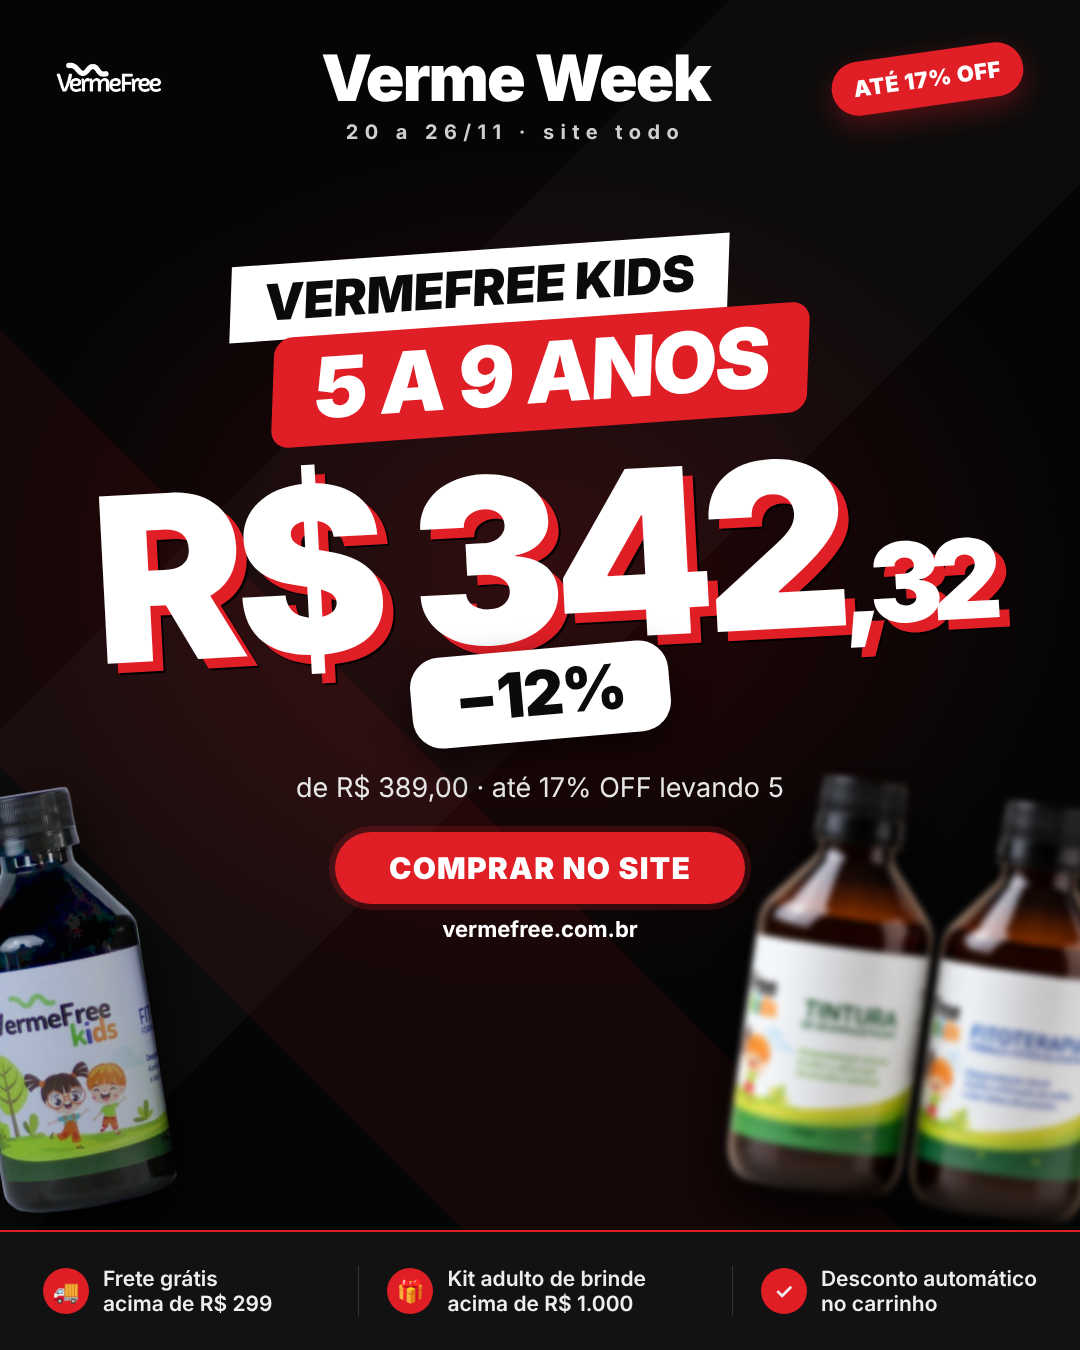 VermeFree
Verme Week
20 a 26/11 · site todo
ATÉ 17% OFF
VERMEFREE KIDS
5 A 9 ANOS
R$ 342,32
–12%
de R$ 389,00 · até 17% OFF levando 5
COMPRAR NO SITE
vermefree.com.br
VermeFree
kids
TINTURA
Frete grátis
acima de R$ 299
Kit adulto de brinde
acima de R$ 1.000
Desconto automático
no carrinho